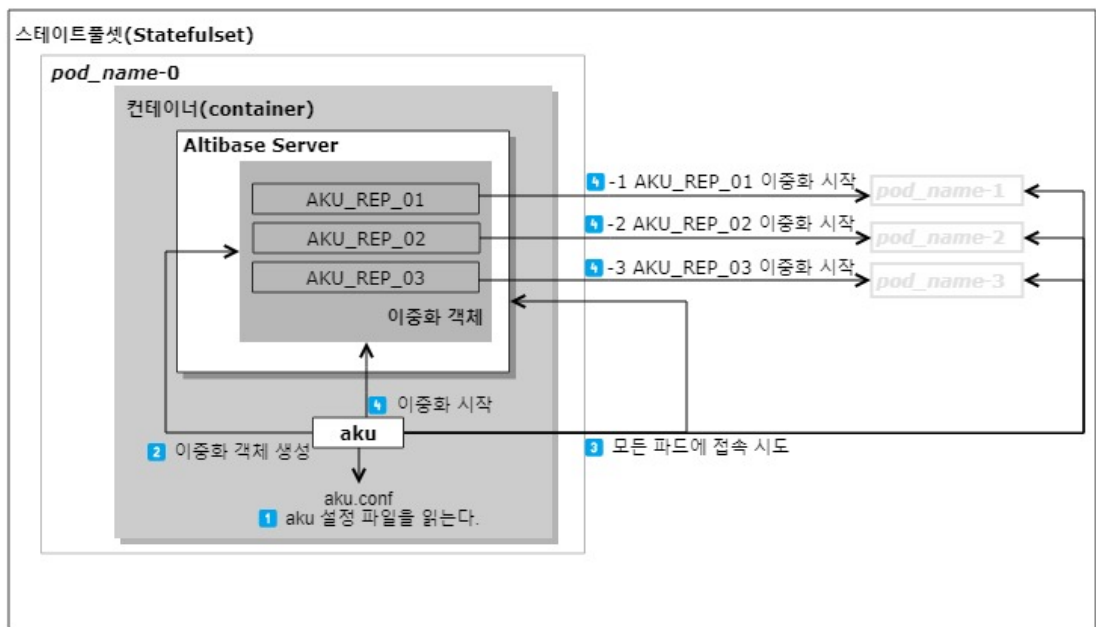 스테이트풀셋(Statefulset)
pod_name-0
컨테이너(container)
Altibase Server
AKU_REP_01
AKU_REP_02
AKU_REP_03
이중화 객체
4 -1 AKU_REP_01 이중화 시작
4 -2 AKU_REP_02 이중화 시작
4 -3 AKU_REP_03 이중화 시작
pod_name-1
pod_name-2
pod_name-3
4 이중화 시작
aku
2 이중화 객체 생성
3 모든 파드에 접속 시도
aku.conf
1 aku 설정 파일을 읽는다.